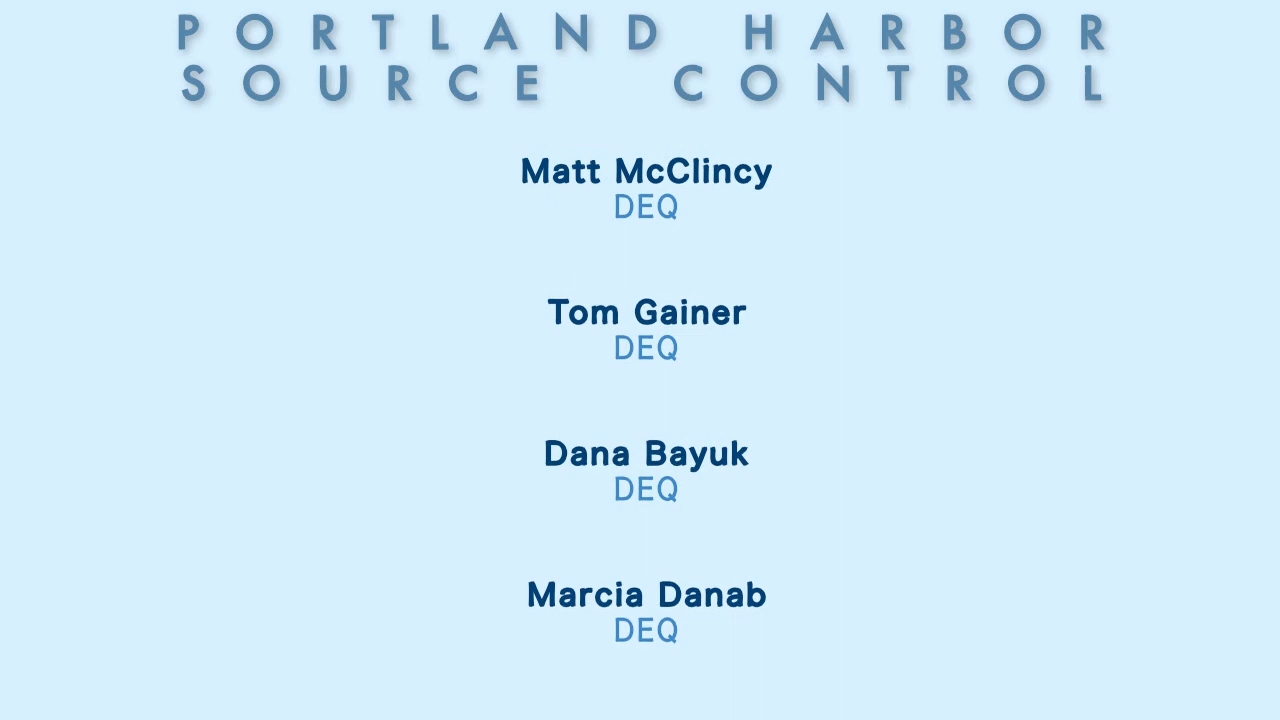 PORTLAND HARBOR
SOURCE CONTROL
Matt McClincy
DEQ
Tom Gainer
DEQ
Dana Bayuk
DEQ
Marcia Danab
DEQ